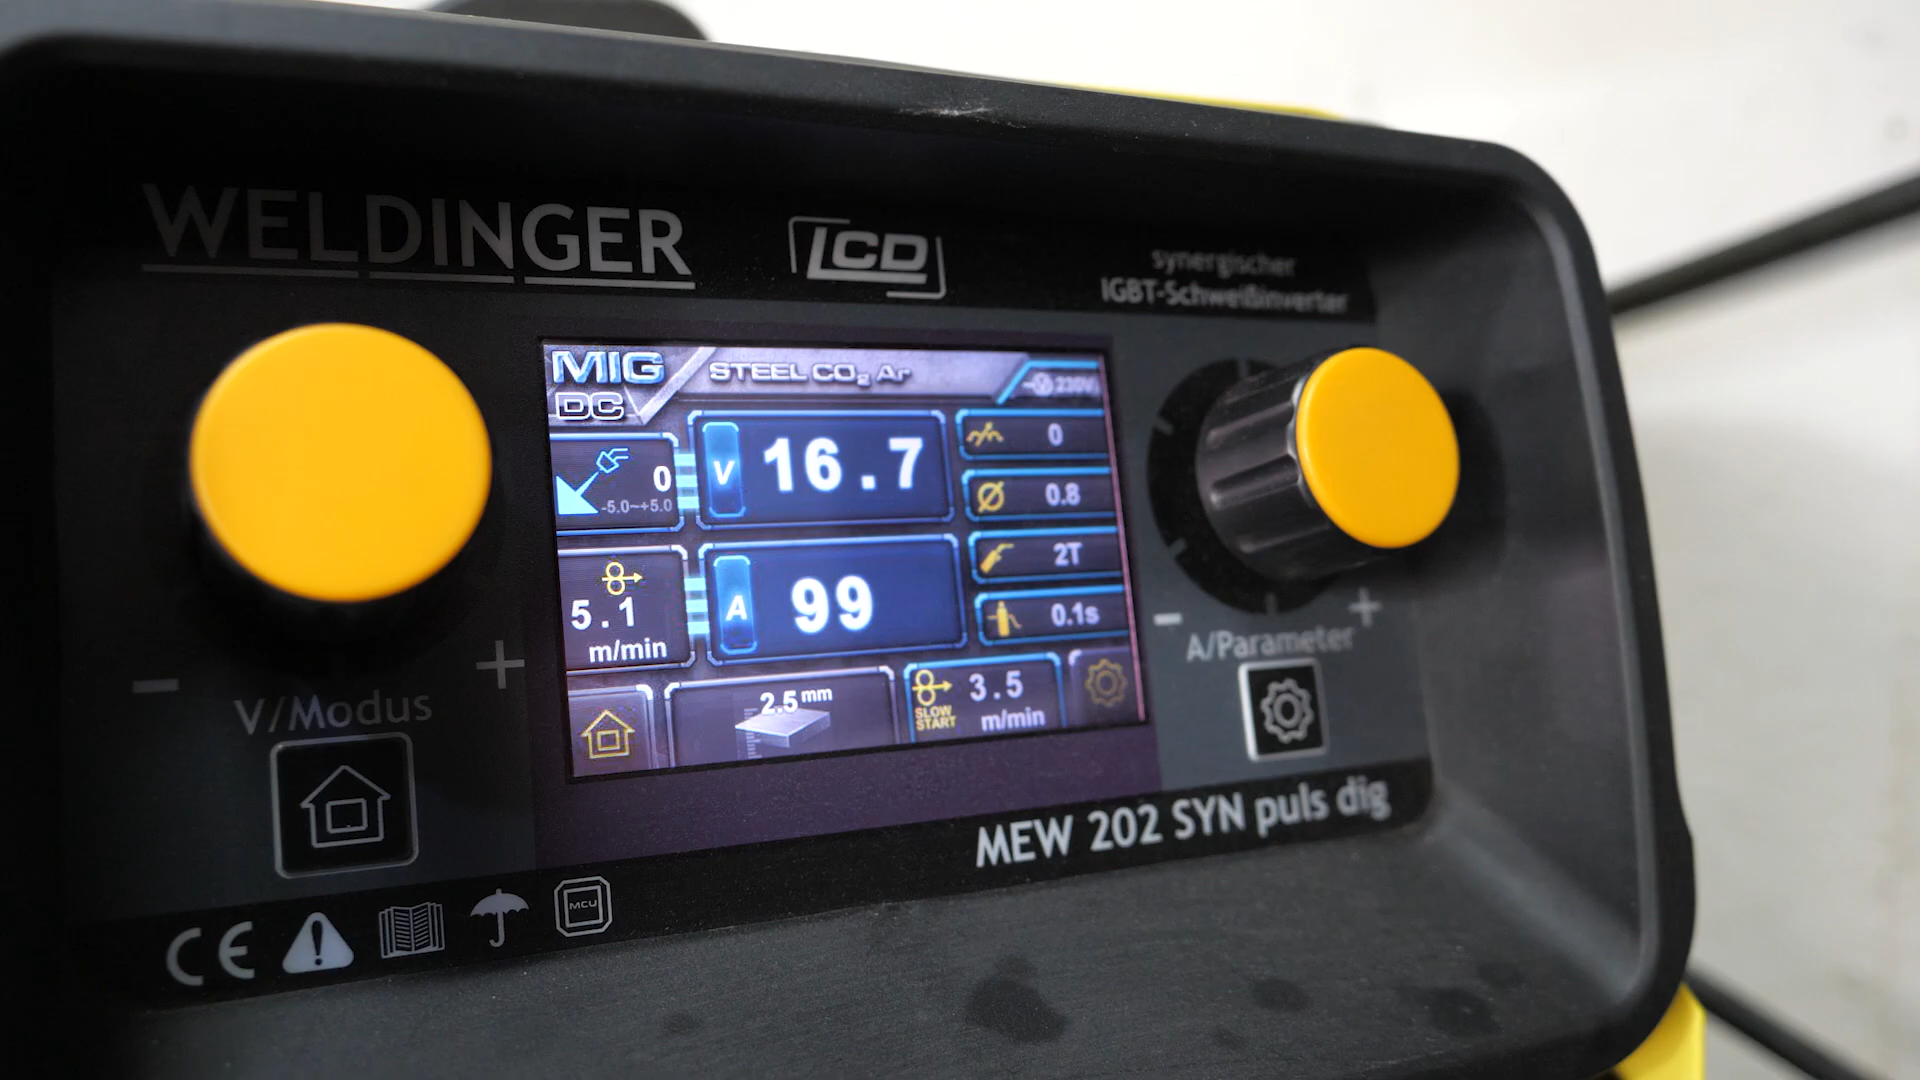 WELDINGER
LCD
synergischer
IGBT-Schweißinverter
MIG
DC
STEEL CO₂ Ar
230V
0
-5.0~+5.0
V
16.7
0
0.8
2T
0.1s
5.1
m/min
A
99
2.5mm
SLOW
START
3.5
m/min
- +
V/Modus
- +
A/Parameter
MEW 202 SYN puls dig
CE
MCU